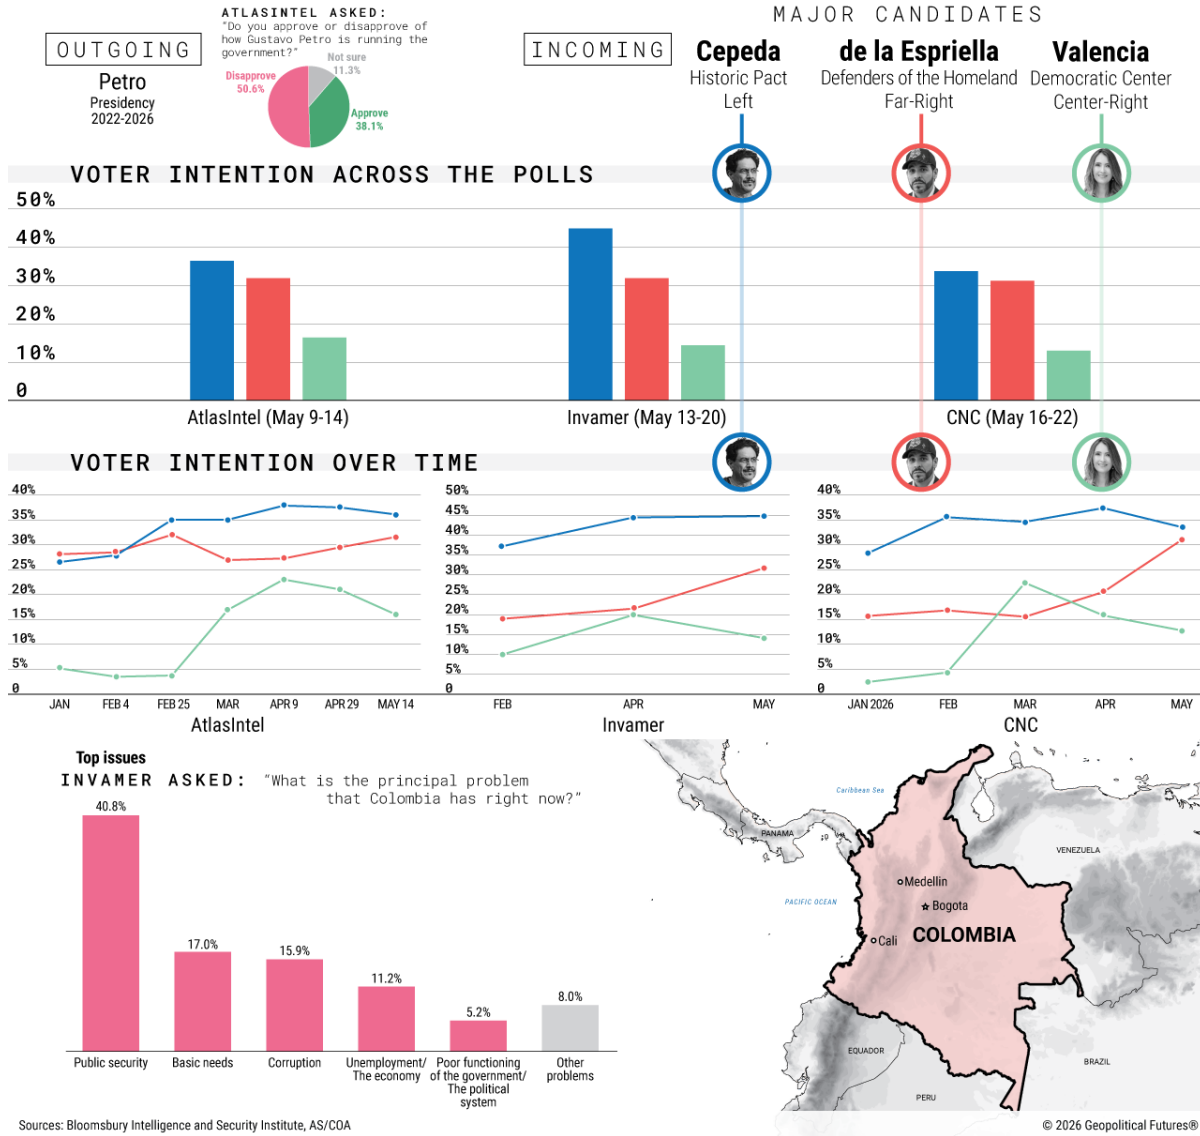 ATLASINTEL ASKED:
"Do you approve or disapprove of
how Gustavo Petro is running the
government?"
OUTGOING
Petro
Presidency
2022-2026
Not sure
11.3%
Disapprove
50.6%
Approve
38.1%
MAJOR CANDIDATES
INCOMING
Cepeda
Historic Pact
Left
de la Espriella
Defenders of the Homeland
Far-Right
Valencia
Democratic Center
Center-Right
VOTER INTENTION ACROSS THE POLLS
50%
40%
30%
20%
10%
0
AtlasIntel (May 9-14)
Invamer (May 13-20)
CNC (May 16-22)
VOTER INTENTION OVER TIME
40%
35%
30%
25%
20%
15%
10%
5%
0
JAN
FEB 4
FEB 25
MAR
APR 9
APR 29
MAY 14
AtlasIntel
50%
45%
40%
35%
30%
25%
20%
15%
10%
5%
0
FEB
APR
MAY
Invamer
40%
35%
30%
25%
20%
15%
10%
5%
0
JAN 2026
FEB
MAR
APR
MAY
CNC
Top issues
INVAMER ASKED: "What is the principal problem
that Colombia has right now?"
40.8%
17.0%
15.9%
11.2%
5.2%
8.0%
Public security
Basic needs
Corruption
Unemployment/
The economy
Poor functioning
of the government/
The political
system
Other
problems
Caribbean Sea
PANAMA
VENEZUELA
PACIFIC OCEAN
Medellin
Bogota
Cali
COLOMBIA
EQUADOR
BRAZIL
PERU
Sources: Bloomsbury Intelligence and Security Institute, AS/COA
© 2026 Geopolitical Futures®